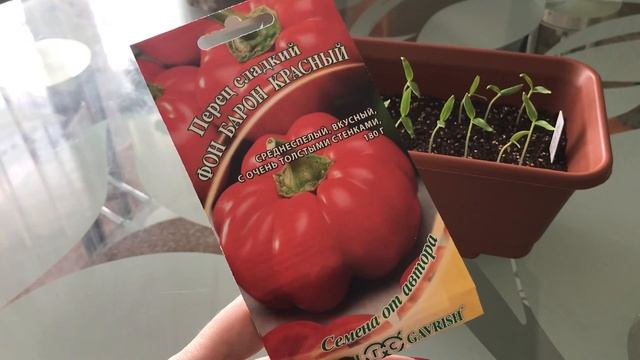 Перец сладкий
ФОН БАРОН КРАСНЫЙ
СРЕДНЕСПЕЛЫЙ, ВКУСНЫЙ,
С ОЧЕНЬ ТОЛСТЫМИ СТЕНКАМИ,
180 Г
Семена от автора
GAVRISH®